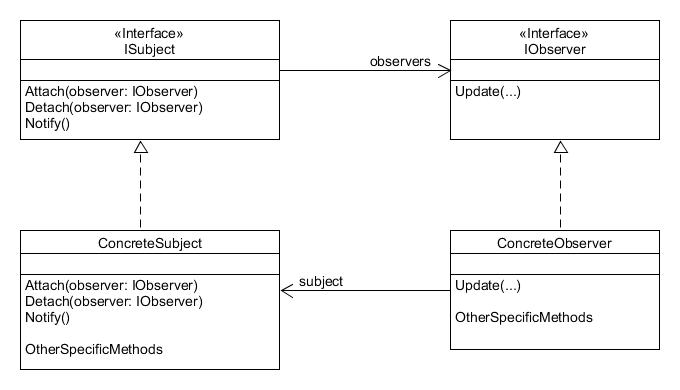 «Interface»
ISubject
Attach(observer: IObserver)
Detach(observer: IObserver)
Notify()
observers
«Interface»
IObserver
Update(...)
ConcreteSubject
Attach(observer: IObserver)
Detach(observer: IObserver)
Notify()
OtherSpecificMethods
subject
ConcreteObserver
Update(...)
OtherSpecificMethods